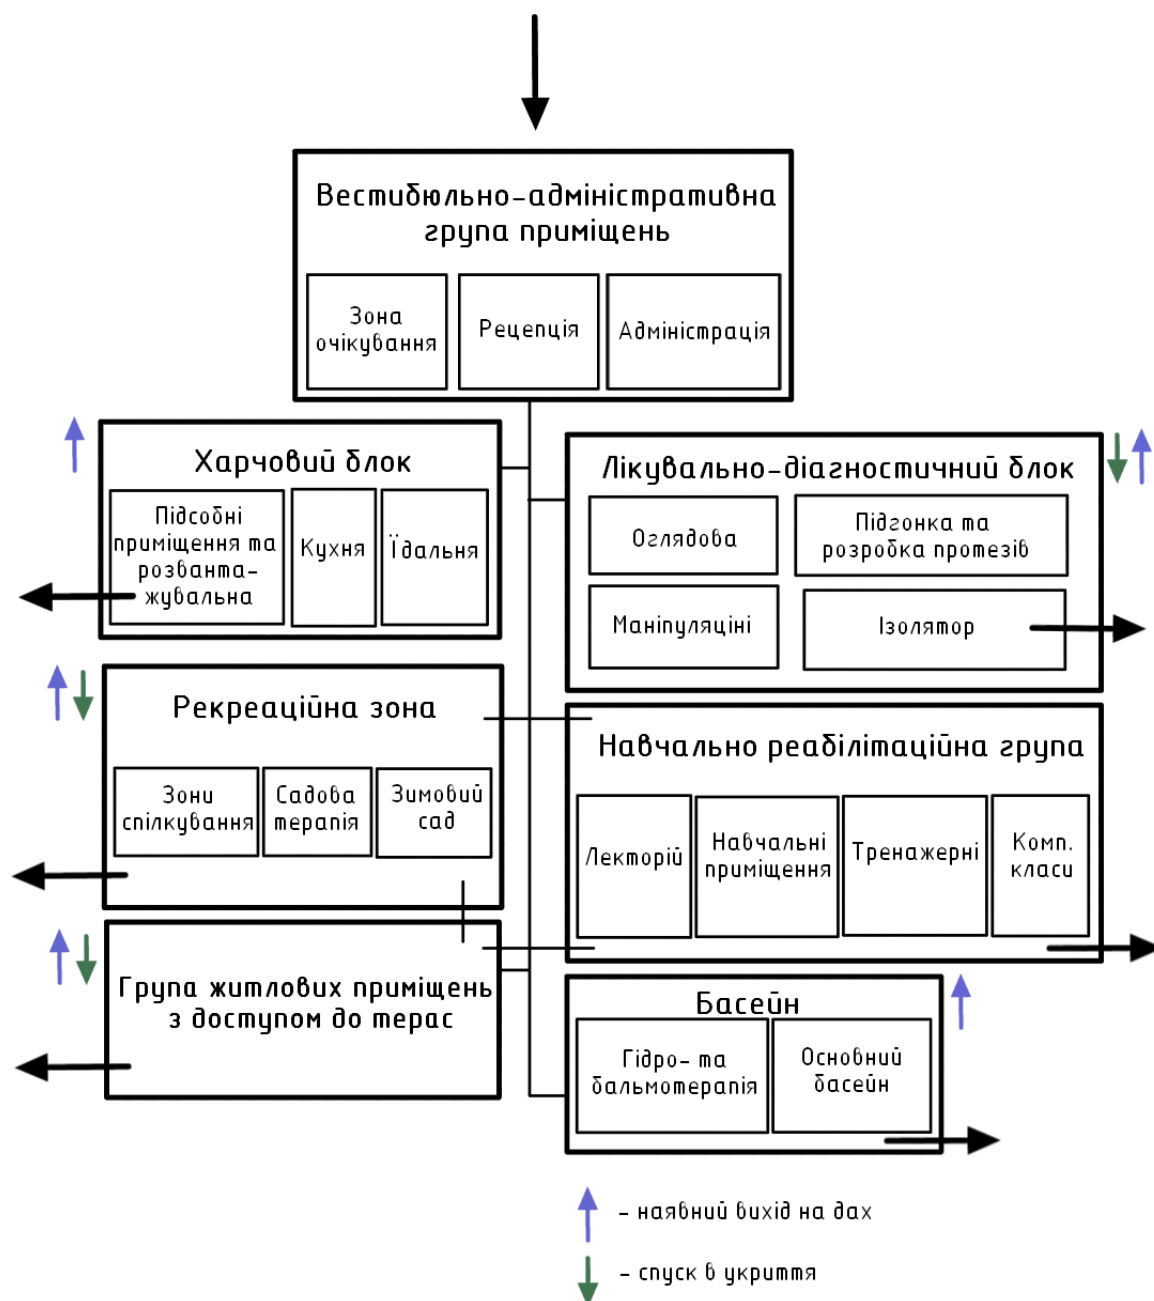 Вестибюльно-адміністративна
група приміщень
Зона
очікування
Рецепція
Адміністрація
Харчовий блок
Підсобні
приміщення та
розванта-
жувальна
Кухня
Їдальня
Лікувально-діагностичний блок
Оглядова
Підгонка та
розробка протезів
Маніпуляціні
Ізолятор
Рекреаційна зона
Зони
спілкування
Садова
терапія
Зимовий
сад
Навчально реабілітаційна група
Лекторій
Навчальні
приміщення
Тренажерні
Комп.
класи
Група житлових приміщень
з доступом до терас
Басейн
Гідро- та
бальмотерапія
Основний
басейн
- наявний вихід на дах
- спуск в укриття